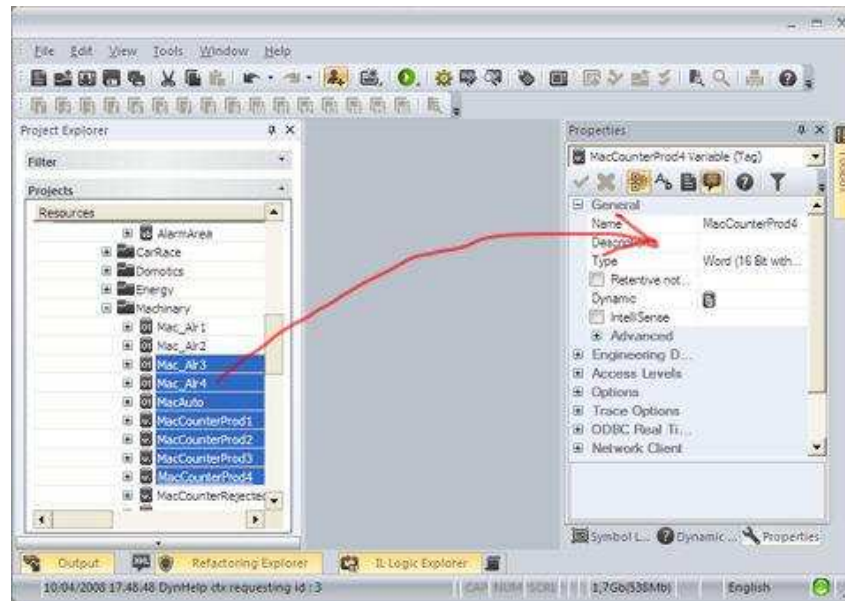 File Edit View Tools Window Help
Project Explorer
Filter
Projects
Resources
AlarmArea
CarRace
Domotics
Energy
Machinery
Mac_Alr1
Mac_Alr2
Mac_Alr3
Mac_Alr4
MacAuto
MacCounterProd1
MacCounterProd2
MacCounterProd3
MacCounterProd4
MacCounterRejected
Properties
MacCounterProd4 Variable (Tag)
General
Name MacCounterProd4
Type Word (16 Bit with...
Retentive not...
Dynamic
IntelliSense
Advanced
Engineering D...
Access Levels
Options
Trace Options
ODBC Real Ti...
Network Client
Symbol L... Dynamic ... Properties
Output Refactoring Explorer IL Logic Explorer
10/04/2008 17.48.48 DynHelp ctx requesting id : 3 CAP NUM SCRL 1,7Gb(538Mb) English